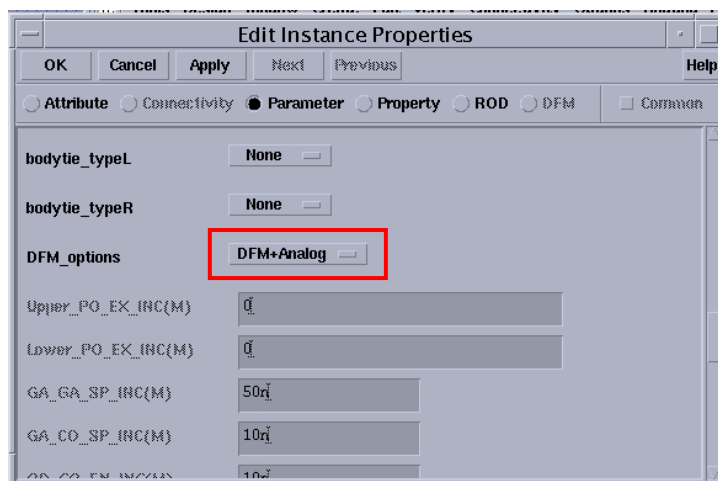 Edit Instance Properties
OK Cancel Apply Next Previous Help
Attribute Connectivity Parameter Property ROD DFM Common
bodytie_typeL None
bodytie_typeR None
DFM_options DFM+Analog
Upper_PO_EX_INC(M) 0
Lower_PO_EX_INC(M) 0
GA_GA_SP_INC(M) 50n
GA_CO_SP_INC(M) 10n
OD_CO_EN_INC(M) 10n